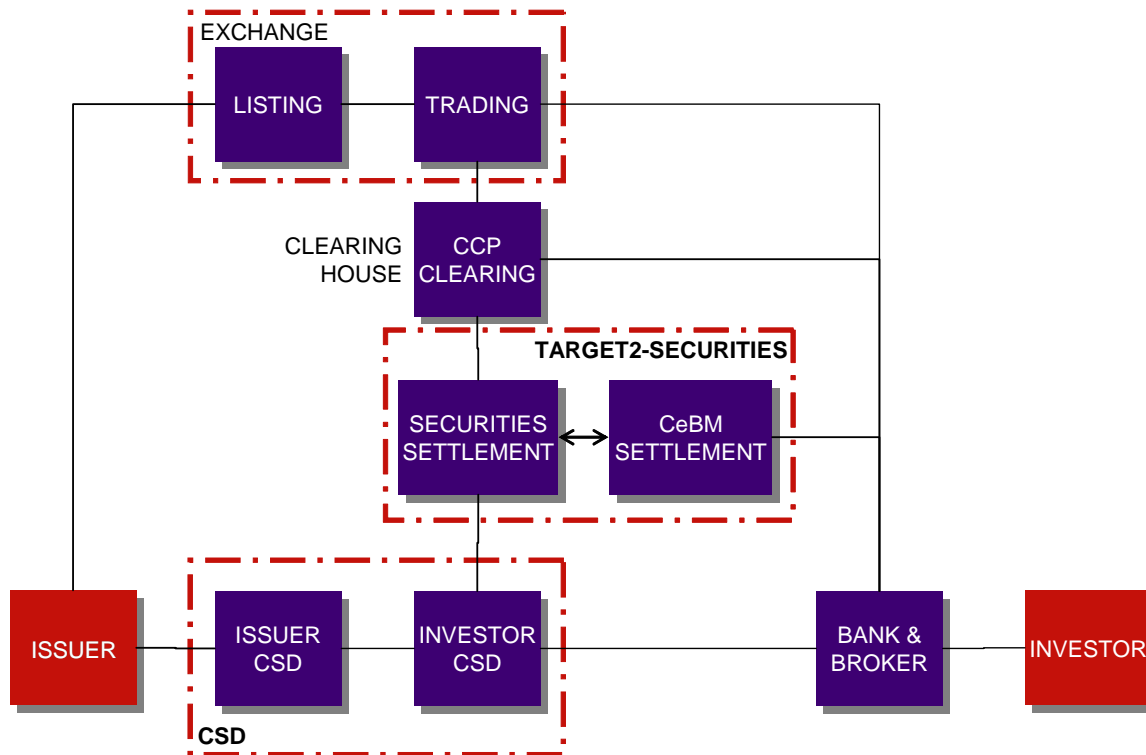 EXCHANGE
LISTING
TRADING
CLEARING
HOUSE
CCP
CLEARING
TARGET2-SECURITIES
SECURITIES
SETTLEMENT
CeBM
SETTLEMENT
ISSUER
ISSUER
CSD
INVESTOR
CSD
BANK &
BROKER
INVESTOR
CSD